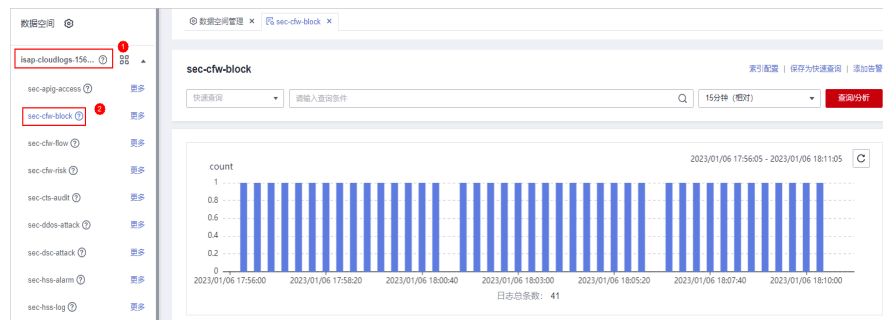 数据空间
数据空间管理 ×
sec-cfw-block ×
1
isap-cloudlogs-156...
sec-cfw-block
索引配置 | 保存为快速查询 | 添加告警
sec-apig-access 更多
快速查询
请输入查询条件
15分钟（相对）
查询/分析
2
sec-cfw-block 更多
sec-cfw-flow 更多
sec-cfw-risk 更多
sec-cts-audit 更多
sec-ddos-attack 更多
sec-dsc-attack 更多
sec-hss-alarm 更多
sec-hss-log 更多
2023/01/06 17:56:05 - 2023/01/06 18:11:05
count
1
0.8
0.6
0.4
0.2
0
2023/01/06 17:56:00
2023/01/06 17:58:20
2023/01/06 18:00:40
2023/01/06 18:03:00
2023/01/06 18:05:20
2023/01/06 18:07:40
2023/01/06 18:10:00
日志总条数： 41